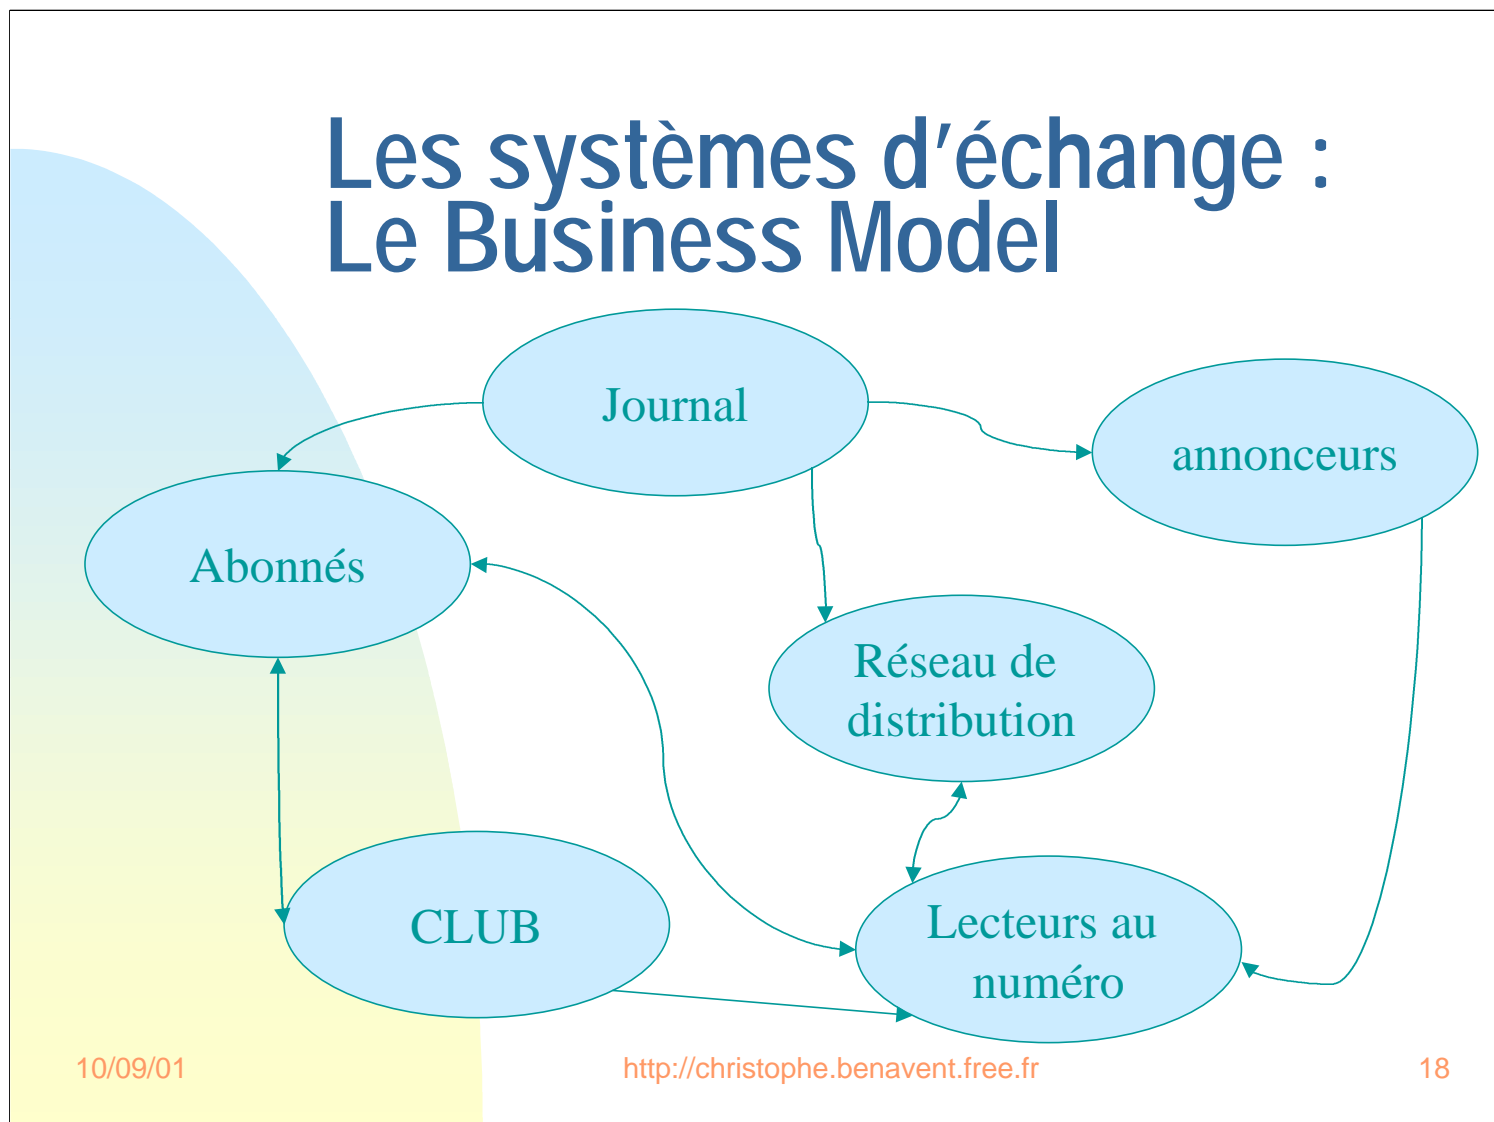 Les systèmes d'échange :
Le Business Model
Journal
annonceurs
Abonnés
Réseau de
distribution
CLUB
Lecteurs au
numéro
10/09/01
http://christophe.benavent.free.fr
18